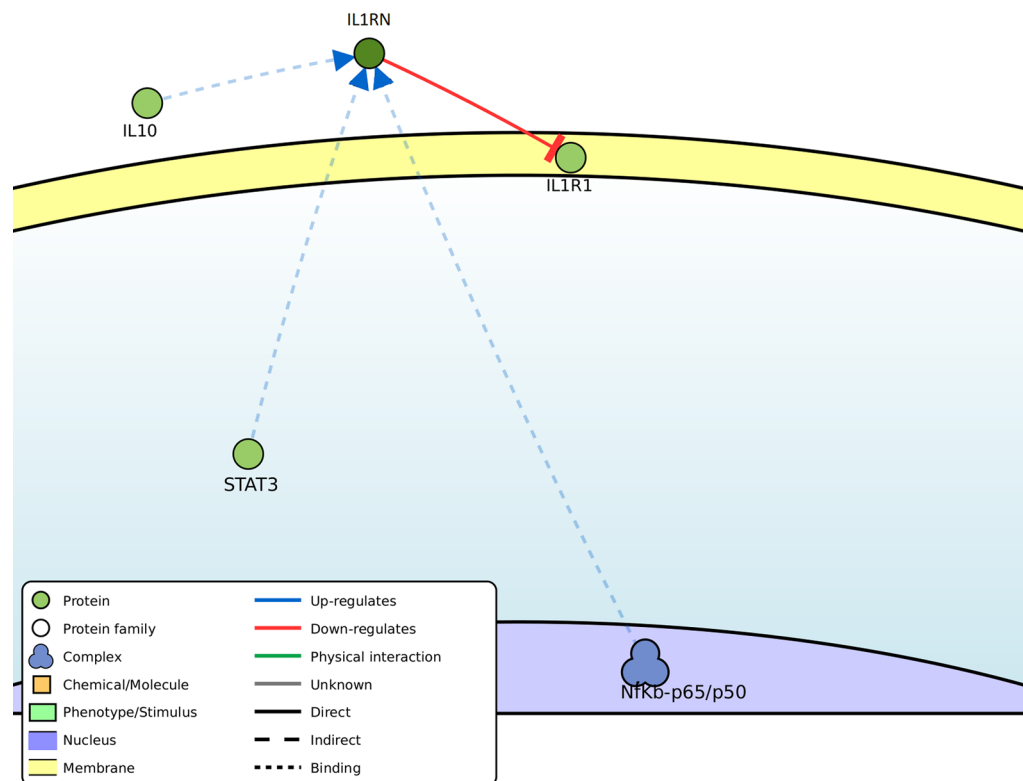 IL1RN
IL10
IL1R1
STAT3
NfKb-p65/p50
Protein
Protein family
Complex
Chemical/Molecule
Phenotype/Stimulus
Nucleus
Membrane
Up-regulates
Down-regulates
Physical interaction
Unknown
Direct
Indirect
Binding